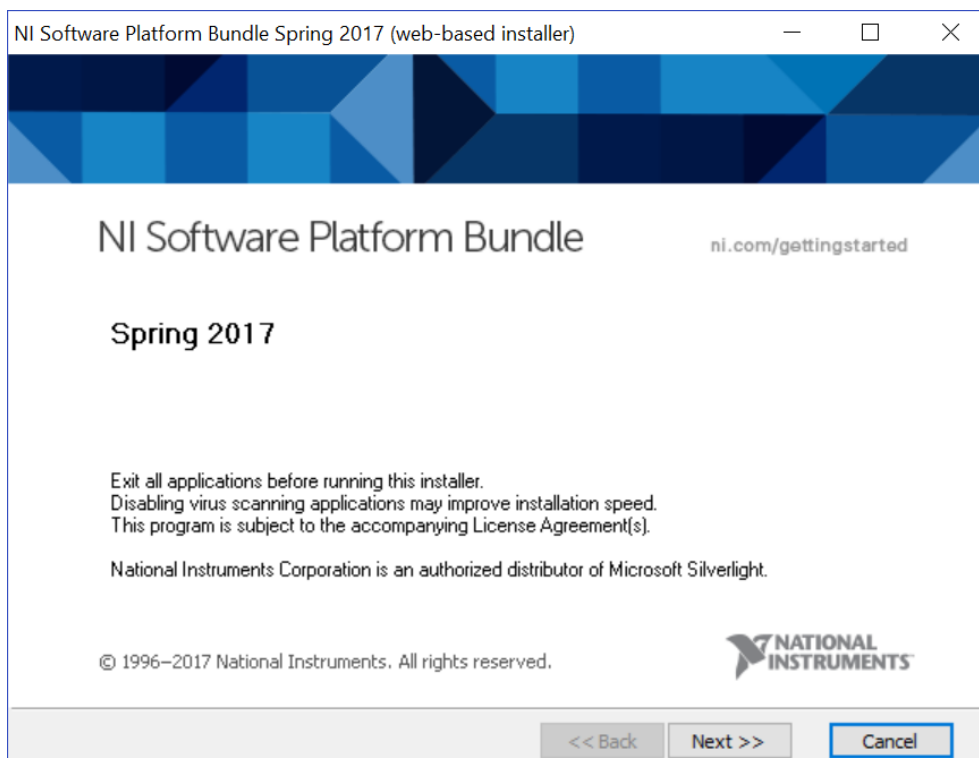 NI Software Platform Bundle Spring 2017 (web-based installer)
NI Software Platform Bundle
ni.com/gettingstarted
Spring 2017
Exit all applications before running this installer.
Disabling virus scanning applications may improve installation speed.
This program is subject to the accompanying License Agreement(s).
National Instruments Corporation is an authorized distributor of Microsoft Silverlight.
© 1996–2017 National Instruments. All rights reserved.
NATIONAL
INSTRUMENTS™
<< Back
Next >>
Cancel